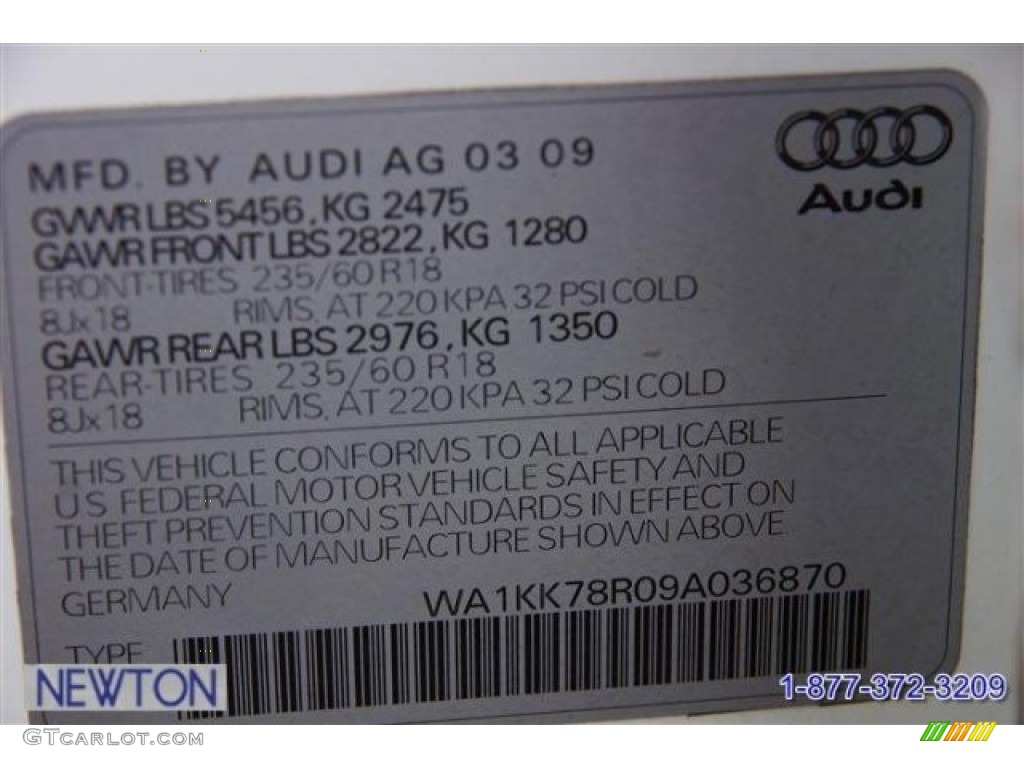 MFD. BY AUDI AG 03 09
Audi
GVWR LBS 5456, KG 2475
GAWR FRONT LBS 2822, KG 1280
FRONT-TIRES 235/60 R18
8Jx18 RIMS, AT 220 KPA 32 PSI COLD
GAWR REAR LBS 2976, KG 1350
REAR-TIRES 235/60 R18
8Jx18 RIMS, AT 220 KPA 32 PSI COLD
THIS VEHICLE CONFORMS TO ALL APPLICABLE
US FEDERAL MOTOR VEHICLE SAFETY AND
THEFT PREVENTION STANDARDS IN EFFECT ON
THE DATE OF MANUFACTURE SHOWN ABOVE
GERMANY WA1KK78R09A036870
TYPE
NEWTON
1-877-372-3209
GTCARLOT.COM